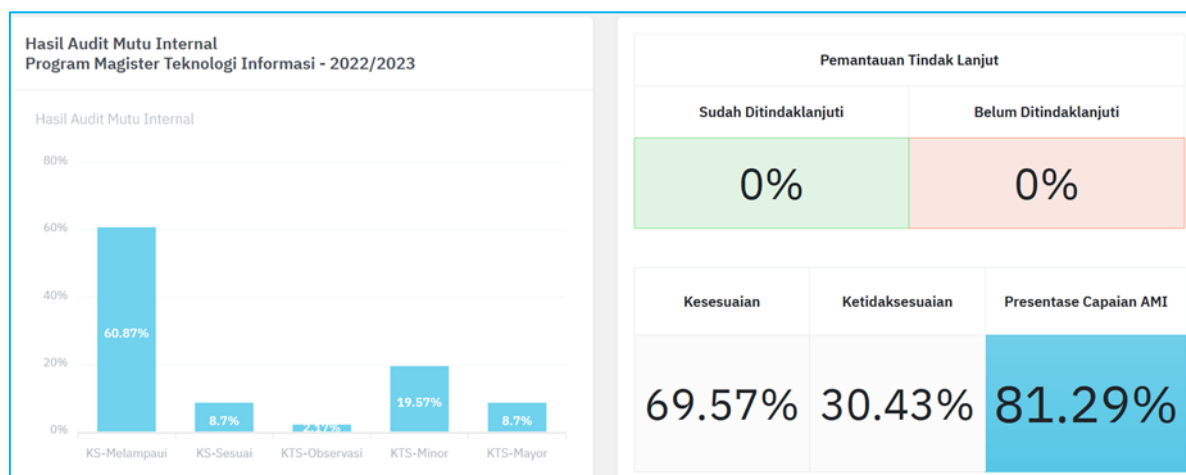 Hasil Audit Mutu Internal
Program Magister Teknologi Informasi - 2022/2023
Hasil Audit Mutu Internal
80%
60%
40%
20%
0%
60.87%
8.7%
2.17%
19.57%
8.7%
KS-Melampaui KS-Sesuai KTS-Observasi KTS-Minor KTS-Mayor
Pemantauan Tindak Lanjut
Sudah Ditindaklanjuti Belum Ditindaklanjuti
0% 0%
Kesesuaian Ketidaksesuaian Presentase Capaian AMI
69.57% 30.43% 81.29%